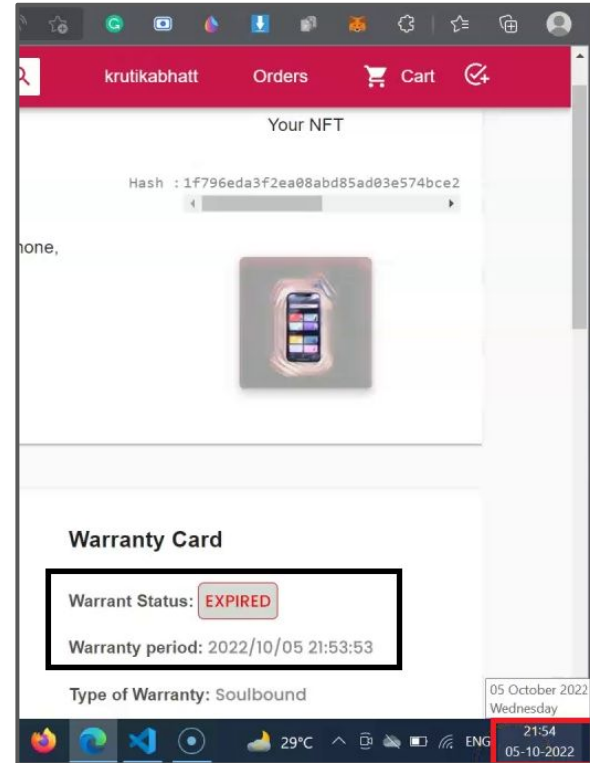 krutikabhatt Orders Cart
Your NFT
Hash : 1f796eda3f2ea08abd85ad03e574bce2
hone,
Warranty Card
Warrant Status: EXPIRED
Warranty period: 2022/10/05 21:53:53
Type of Warranty: Soulbound
05 October 2022
Wednesday
29°C ENG 21:54
05-10-2022